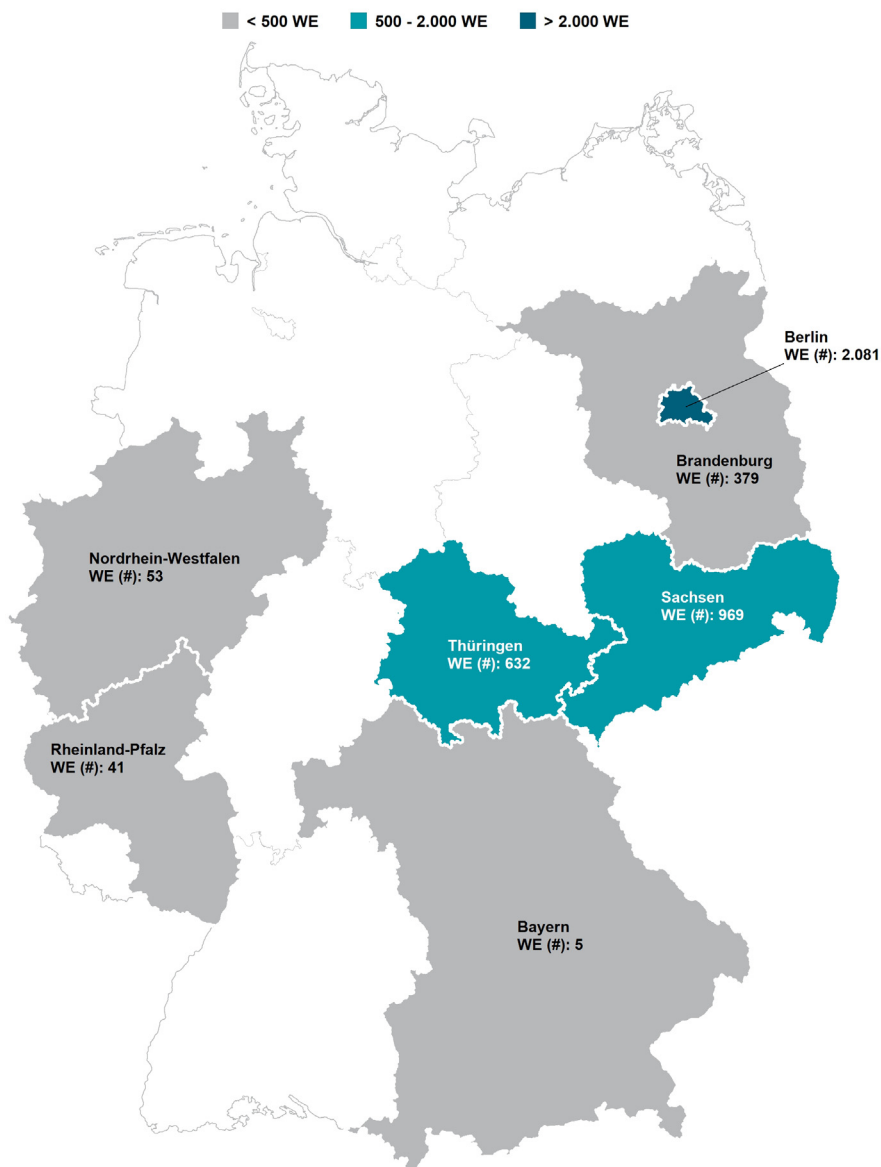 < 500 WE
500 - 2.000 WE
> 2.000 WE
Berlin
WE (#): 2.081
Brandenburg
WE (#): 379
Nordrhein-Westfalen
WE (#): 53
Sachsen
WE (#): 969
Thüringen
WE (#): 632
Rheinland-Pfalz
WE (#): 41
Bayern
WE (#): 5